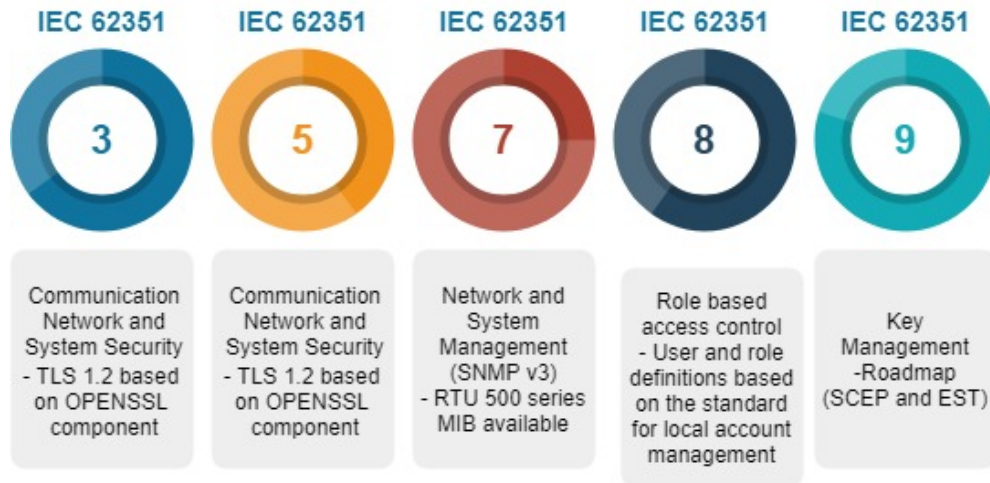 IEC 62351
IEC 62351
IEC 62351
IEC 62351
IEC 62351
3
5
7
8
9
Communication
Network and
System Security
- TLS 1.2 based
on OPENSSL
component
Communication
Network and
System Security
- TLS 1.2 based
on OPENSSL
component
Network and
System
Management
(SNMP v3)
- RTU 500 series
MIB available
Role based
access control
- User and role
definitions based
on the standard
for local account
management
Key
Management
-Roadmap
(SCEP and EST)